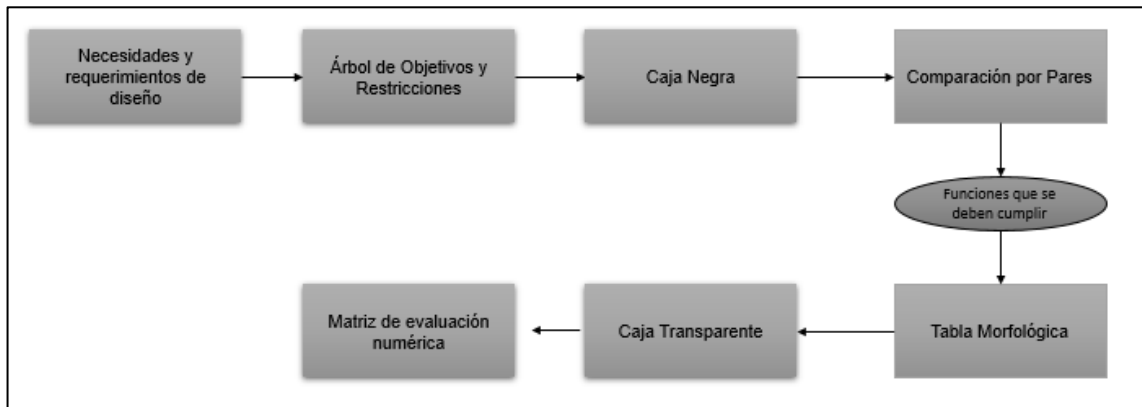 Necesidades y
requerimientos de
diseño
Árbol de Objetivos y
Restricciones
Caja Negra
Comparación por Pares
Funciones que se
deben cumplir
Tabla Morfológica
Caja Transparente
Matriz de evaluación
numérica